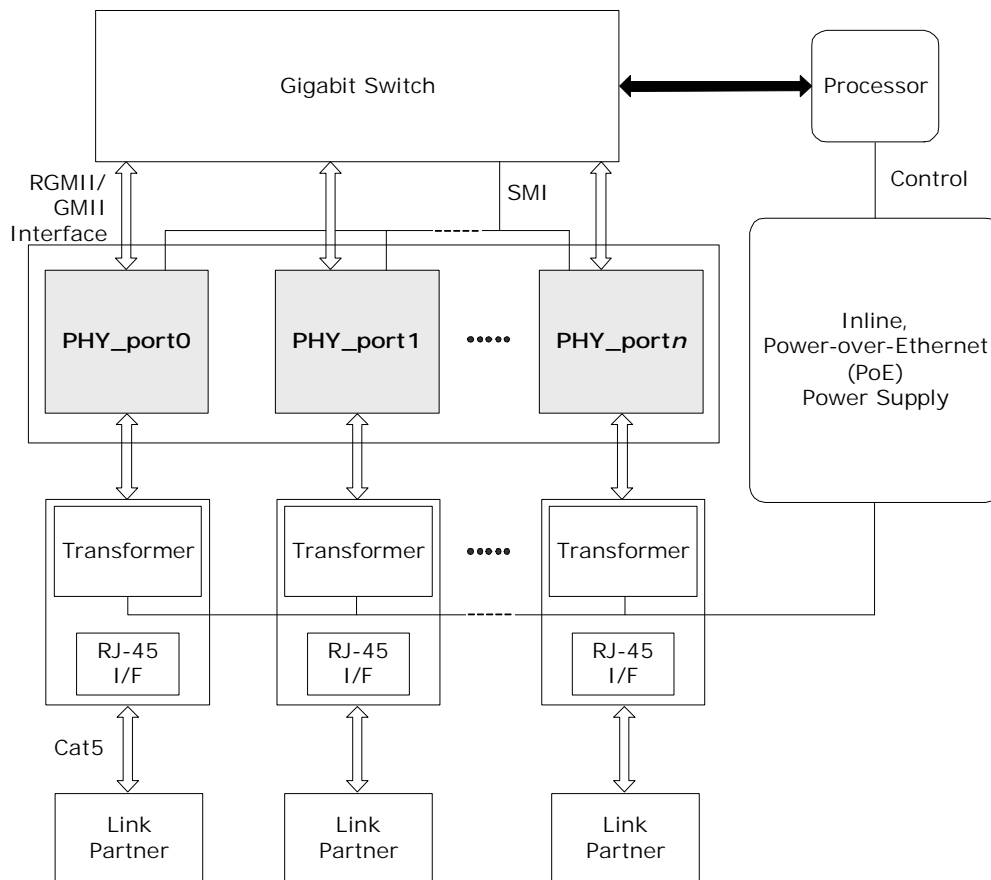 Gigabit Switch
Processor
RGMII/
GMII
Interface
SMI
Control
PHY_port0
PHY_port1
PHY_portn
Inline,
Power-over-Ethernet
(PoE)
Power Supply
Transformer
Transformer
Transformer
RJ-45
I/F
RJ-45
I/F
RJ-45
I/F
Cat5
Link
Partner
Link
Partner
Link
Partner